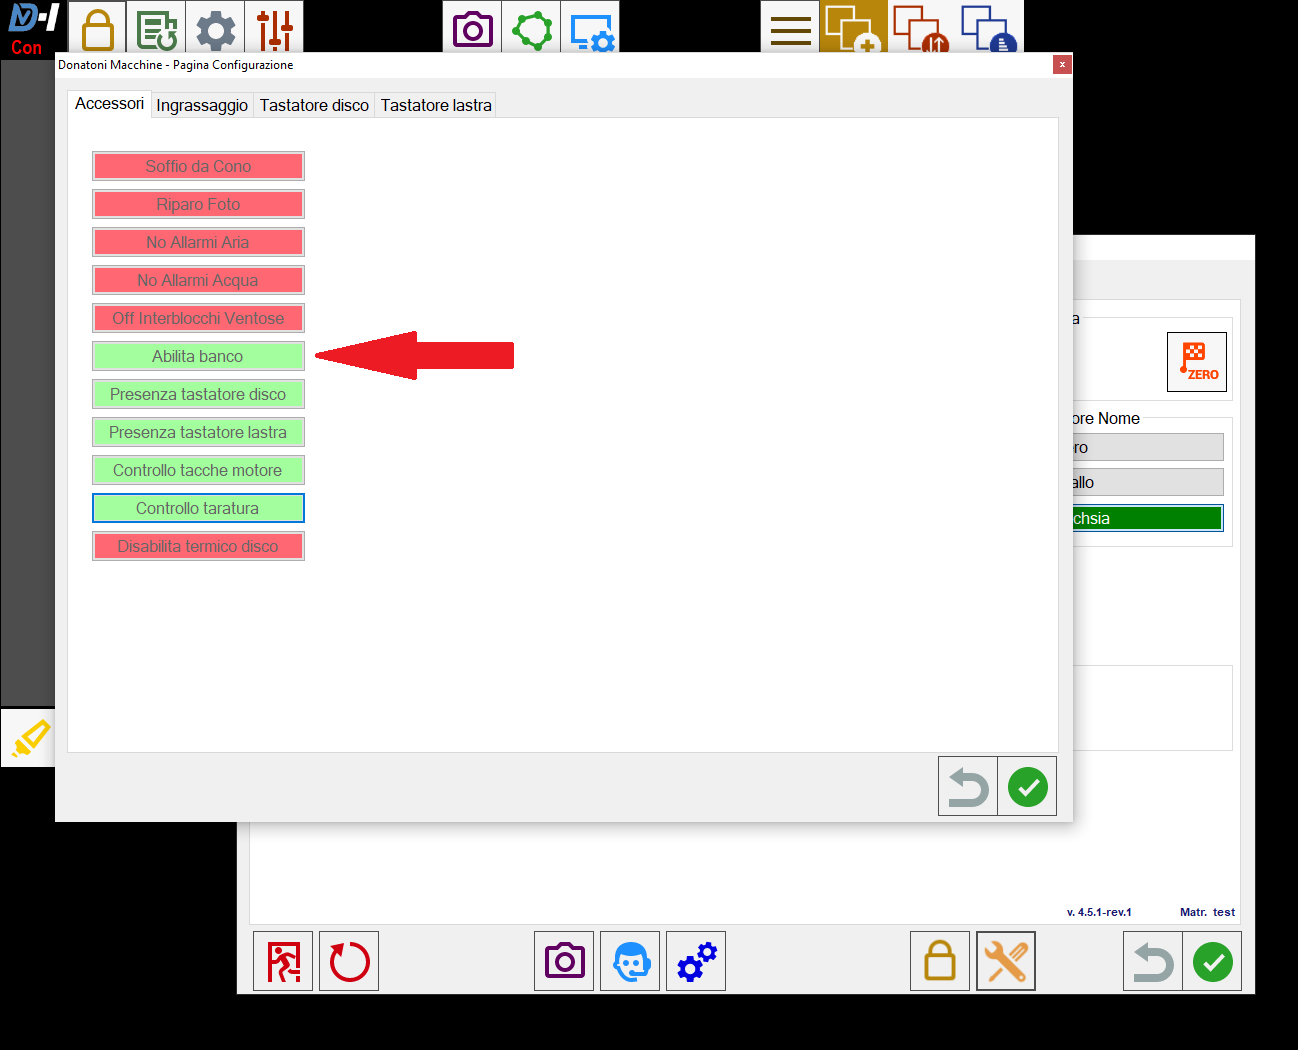 Con
Donatoni Macchine - Pagina Configurazione
x
Accessori Ingrassaggio Tastatore disco Tastatore lastra
Soffio da Cono
Riparo Foto
No Allarmi Aria
No Allarmi Acqua
Off Interblocchi Ventose
Abilita banco
Presenza tastatore disco
Presenza tastatore lastra
Controllo tacche motore
Controllo taratura
Disabilita termico disco
a
ZERO
ore Nome
ro
allo
chsia
v. 4.5.1-rev.1 Matr. test